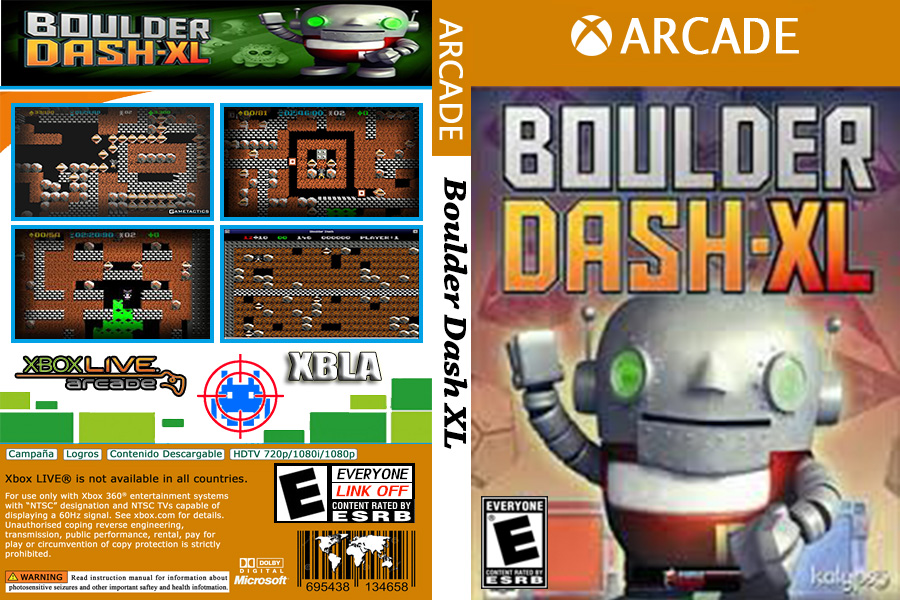 BOULDER
DASH-XL
GAMETACTICS
PLAYER 1
XBOX LIVE
arcade
XBLA
Campaña
Logros
Contenido Descargable
HDTV 720p/1080i/1080p
Xbox LIVE® is not available in all countries.
For use only with Xbox 360® entertainment systems
with "NTSC" designation and NTSC TVs capable of
displaying a 60Hz signal. See xbox.com for details.
Unauthorised coping reverse engineering,
transmission, public performance, rental, pay for
play or circumvention of copy protection is strictly
prohibited.
WARNING Read instruction manual for information about
photosensitive seizures and other important saftey and health infotmation.
E
EVERYONE
LINK OFF
CONTENT RATED BY
ESRB
DOLBY
DIGITAL
Microsoft
695438 134658
ARCADE
Boulder Dash XL
ARCADE
BOULDER
DASH-XL
EVERYONE
E
CONTENT RATED BY
ESRB
kalypso